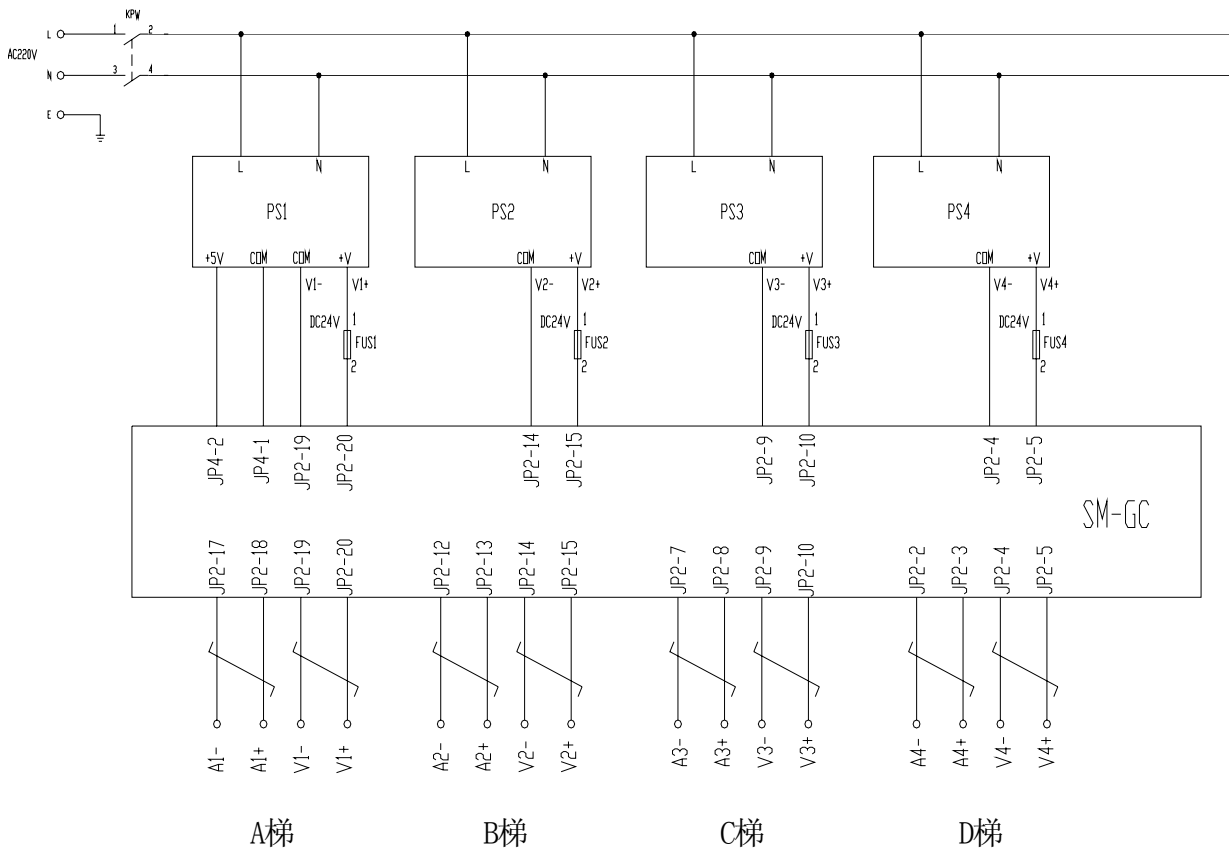 KPW
L 1 2
AC220V
N 3 4
E
L N L N L N L N
PS1 PS2 PS3 PS4
+5V COM COM +V COM +V COM +V COM +V
V1- V1+ V2- V2+ V3- V3+ V4- V4+
DC24V 1 DC24V 1 DC24V 1 DC24V 1
FUS1 FUS2 FUS3 FUS4
2 2 2 2
JP4-2 JP4-1 JP2-19 JP2-20 JP2-14 JP2-15 JP2-9 JP2-10 JP2-4 JP2-5
SM-GC
JP2-17 JP2-18 JP2-19 JP2-20 JP2-12 JP2-13 JP2-14 JP2-15 JP2-7 JP2-8 JP2-9 JP2-10 JP2-2 JP2-3 JP2-4 JP2-5
A1- A1+ V1- V1+ A2- A2+ V2- V2+ A3- A3+ V3- V3+ A4- A4+ V4- V4+
A梯 B梯 C梯 D梯